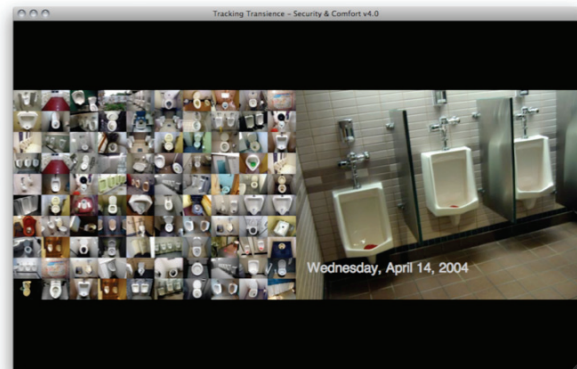 Tracking Transience – Security & Comfort v4.0
Wednesday, April 14, 2004